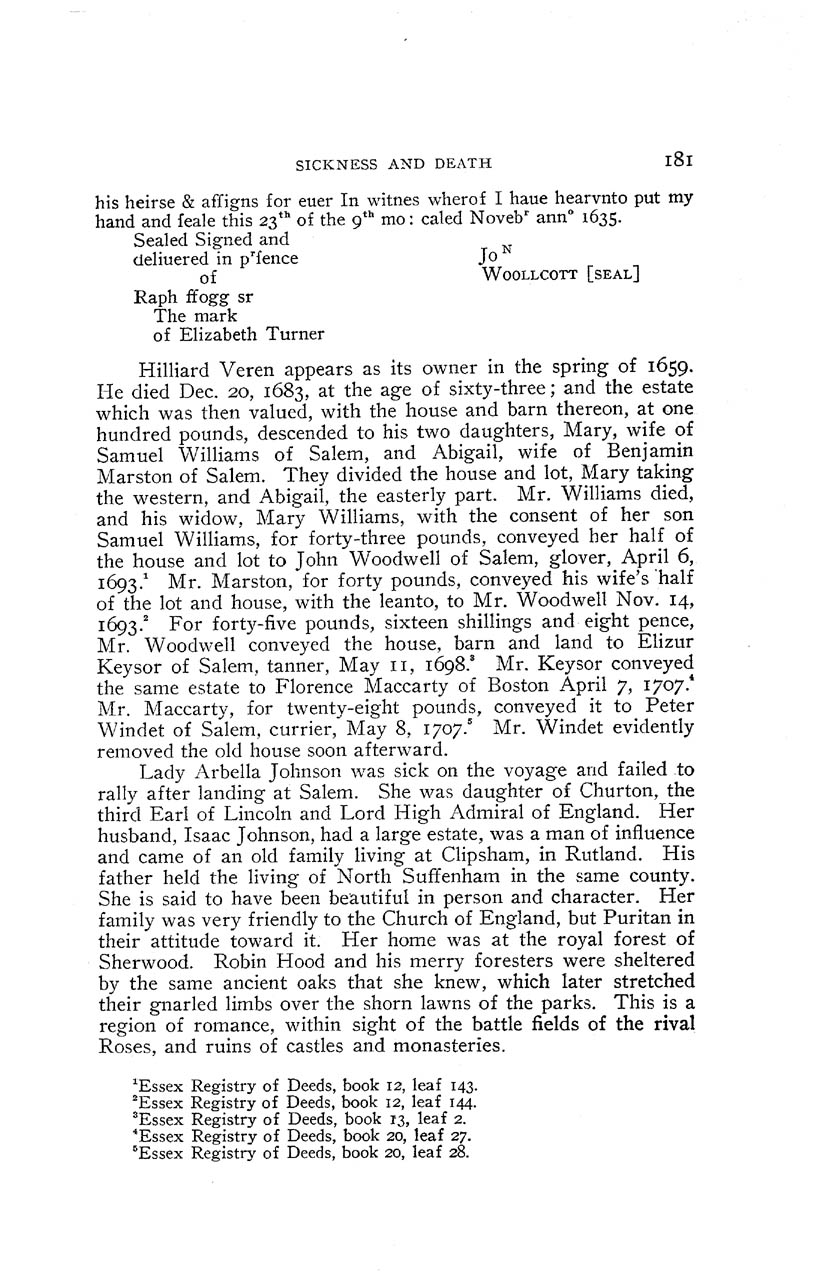 SICKNESS AND DEATH 181
his heirse & aſſigns for euer In witnes wherof I haue hearvnto put my
hand and ſeale this 23th of the 9th mo: caled Novebr anno 1635.
Sealed Signed and
deliuered in prſence Jo N
of WOOLLCOTT [SEAL]
Raph ffogg sr
The mark
of Elizabeth Turner
Hilliard Veren appears as its owner in the spring of 1659.
He died Dec. 20, 1683, at the age of sixty-three; and the estate
which was then valued, with the house and barn thereon, at one
hundred pounds, descended to his two daughters, Mary, wife of
Samuel Williams of Salem, and Abigail, wife of Benjamin
Marston of Salem. They divided the house and lot, Mary taking
the western, and Abigail, the easterly part. Mr. Williams died,
and his widow, Mary Williams, with the consent of her son
Samuel Williams, for forty-three pounds, conveyed her half of
the house and lot to John Woodwell of Salem, glover, April 6,
1693.¹ Mr. Marston, for forty pounds, conveyed his wife's half
of the lot and house, with the leanto, to Mr. Woodwell Nov. 14,
1693.² For forty-five pounds, sixteen shillings and eight pence,
Mr. Woodwell conveyed the house, barn and land to Elizur
Keysor of Salem, tanner, May 11, 1698.³ Mr. Keysor conveyed
the same estate to Florence Maccarty of Boston April 7, 1707.⁴
Mr. Maccarty, for twenty-eight pounds, conveyed it to Peter
Windet of Salem, currier, May 8, 1707.⁵ Mr. Windet evidently
removed the old house soon afterward.
Lady Arbella Johnson was sick on the voyage and failed to
rally after landing at Salem. She was daughter of Churton, the
third Earl of Lincoln and Lord High Admiral of England. Her
husband, Isaac Johnson, had a large estate, was a man of influence
and came of an old family living at Clipsham, in Rutland. His
father held the living of North Suffenham in the same county.
She is said to have been beautiful in person and character. Her
family was very friendly to the Church of England, but Puritan in
their attitude toward it. Her home was at the royal forest of
Sherwood. Robin Hood and his merry foresters were sheltered
by the same ancient oaks that she knew, which later stretched
their gnarled limbs over the shorn lawns of the parks. This is a
region of romance, within sight of the battle fields of the rival
Roses, and ruins of castles and monasteries.
¹Essex Registry of Deeds, book 12, leaf 143.
²Essex Registry of Deeds, book 12, leaf 144.
³Essex Registry of Deeds, book 13, leaf 2.
⁴Essex Registry of Deeds, book 20, leaf 27.
⁵Essex Registry of Deeds, book 20, leaf 28.